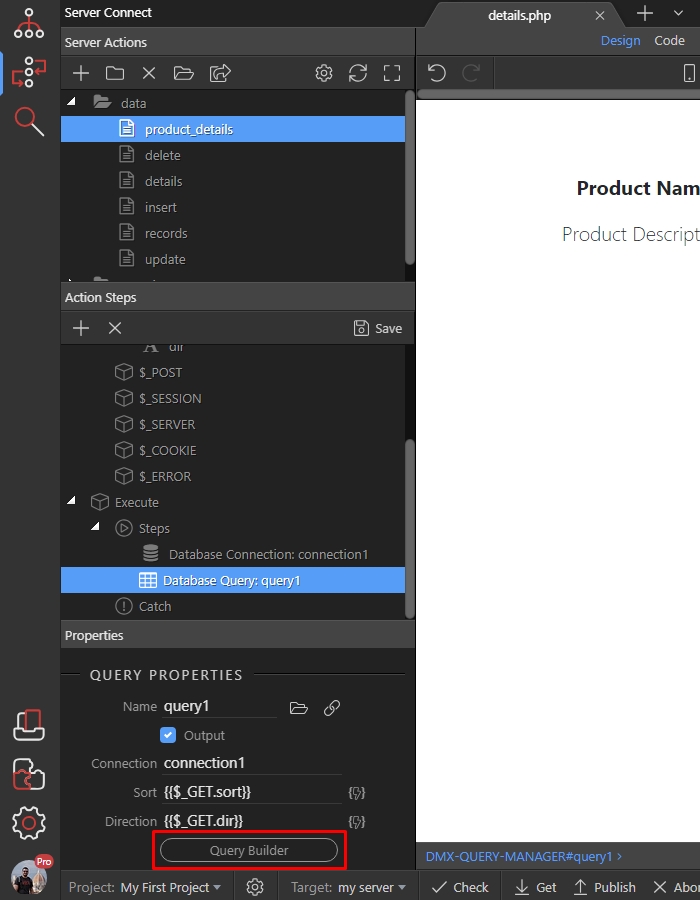 Server Connect
details.php
Server Actions
Design Code
data
product_details
delete
details
insert
records
update
Product Nam
Product Descript
Action Steps
Save
dir
$_POST
$_SESSION
$_SERVER
$_COOKIE
$_ERROR
Execute
Steps
Database Connection: connection1
Database Query: query1
Catch
Properties
QUERY PROPERTIES
Name query1
Output
Connection connection1
Sort {{$_GET.sort}}
Direction {{$_GET.dir}}
Query Builder
DMX-QUERY-MANAGER#query1 >
Pro
Project: My First Project
Target: my server
Check
Get
Publish
Abou